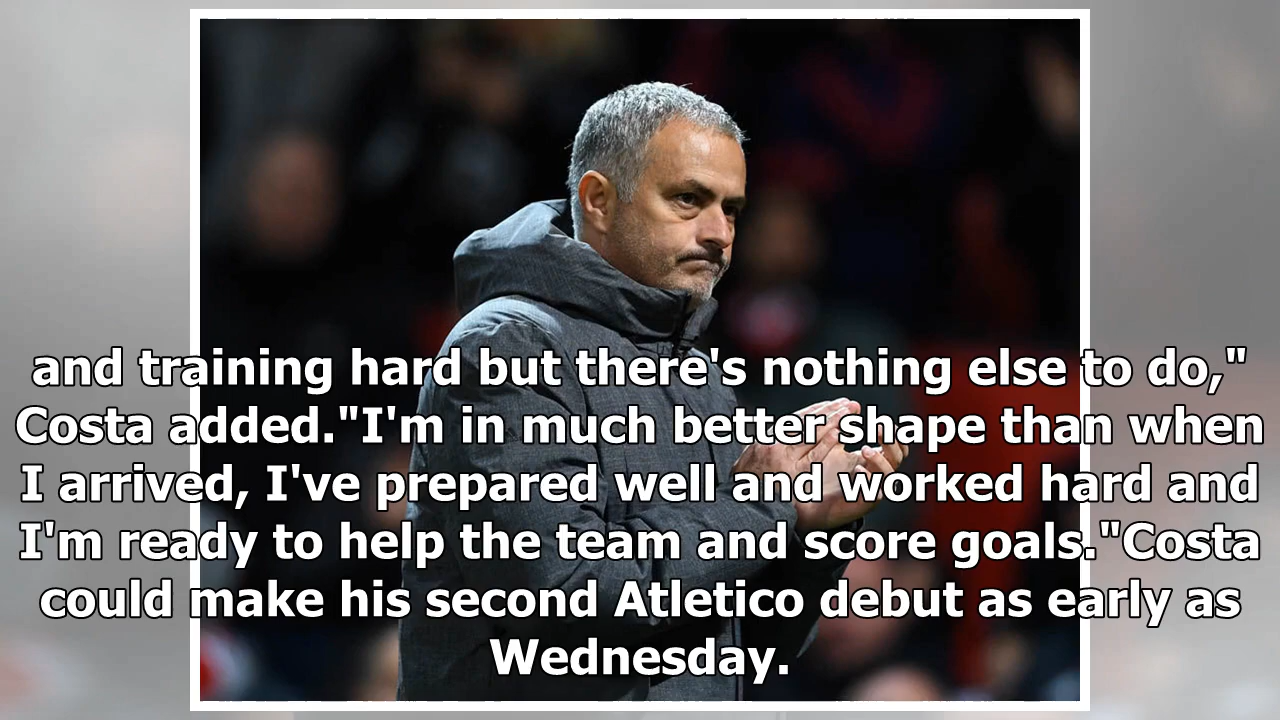 and training hard but there's nothing else to do,"
Costa added."I'm in much better shape than when
I arrived, I've prepared well and worked hard and
I'm ready to help the team and score goals."Costa
could make his second Atletico debut as early as
Wednesday.